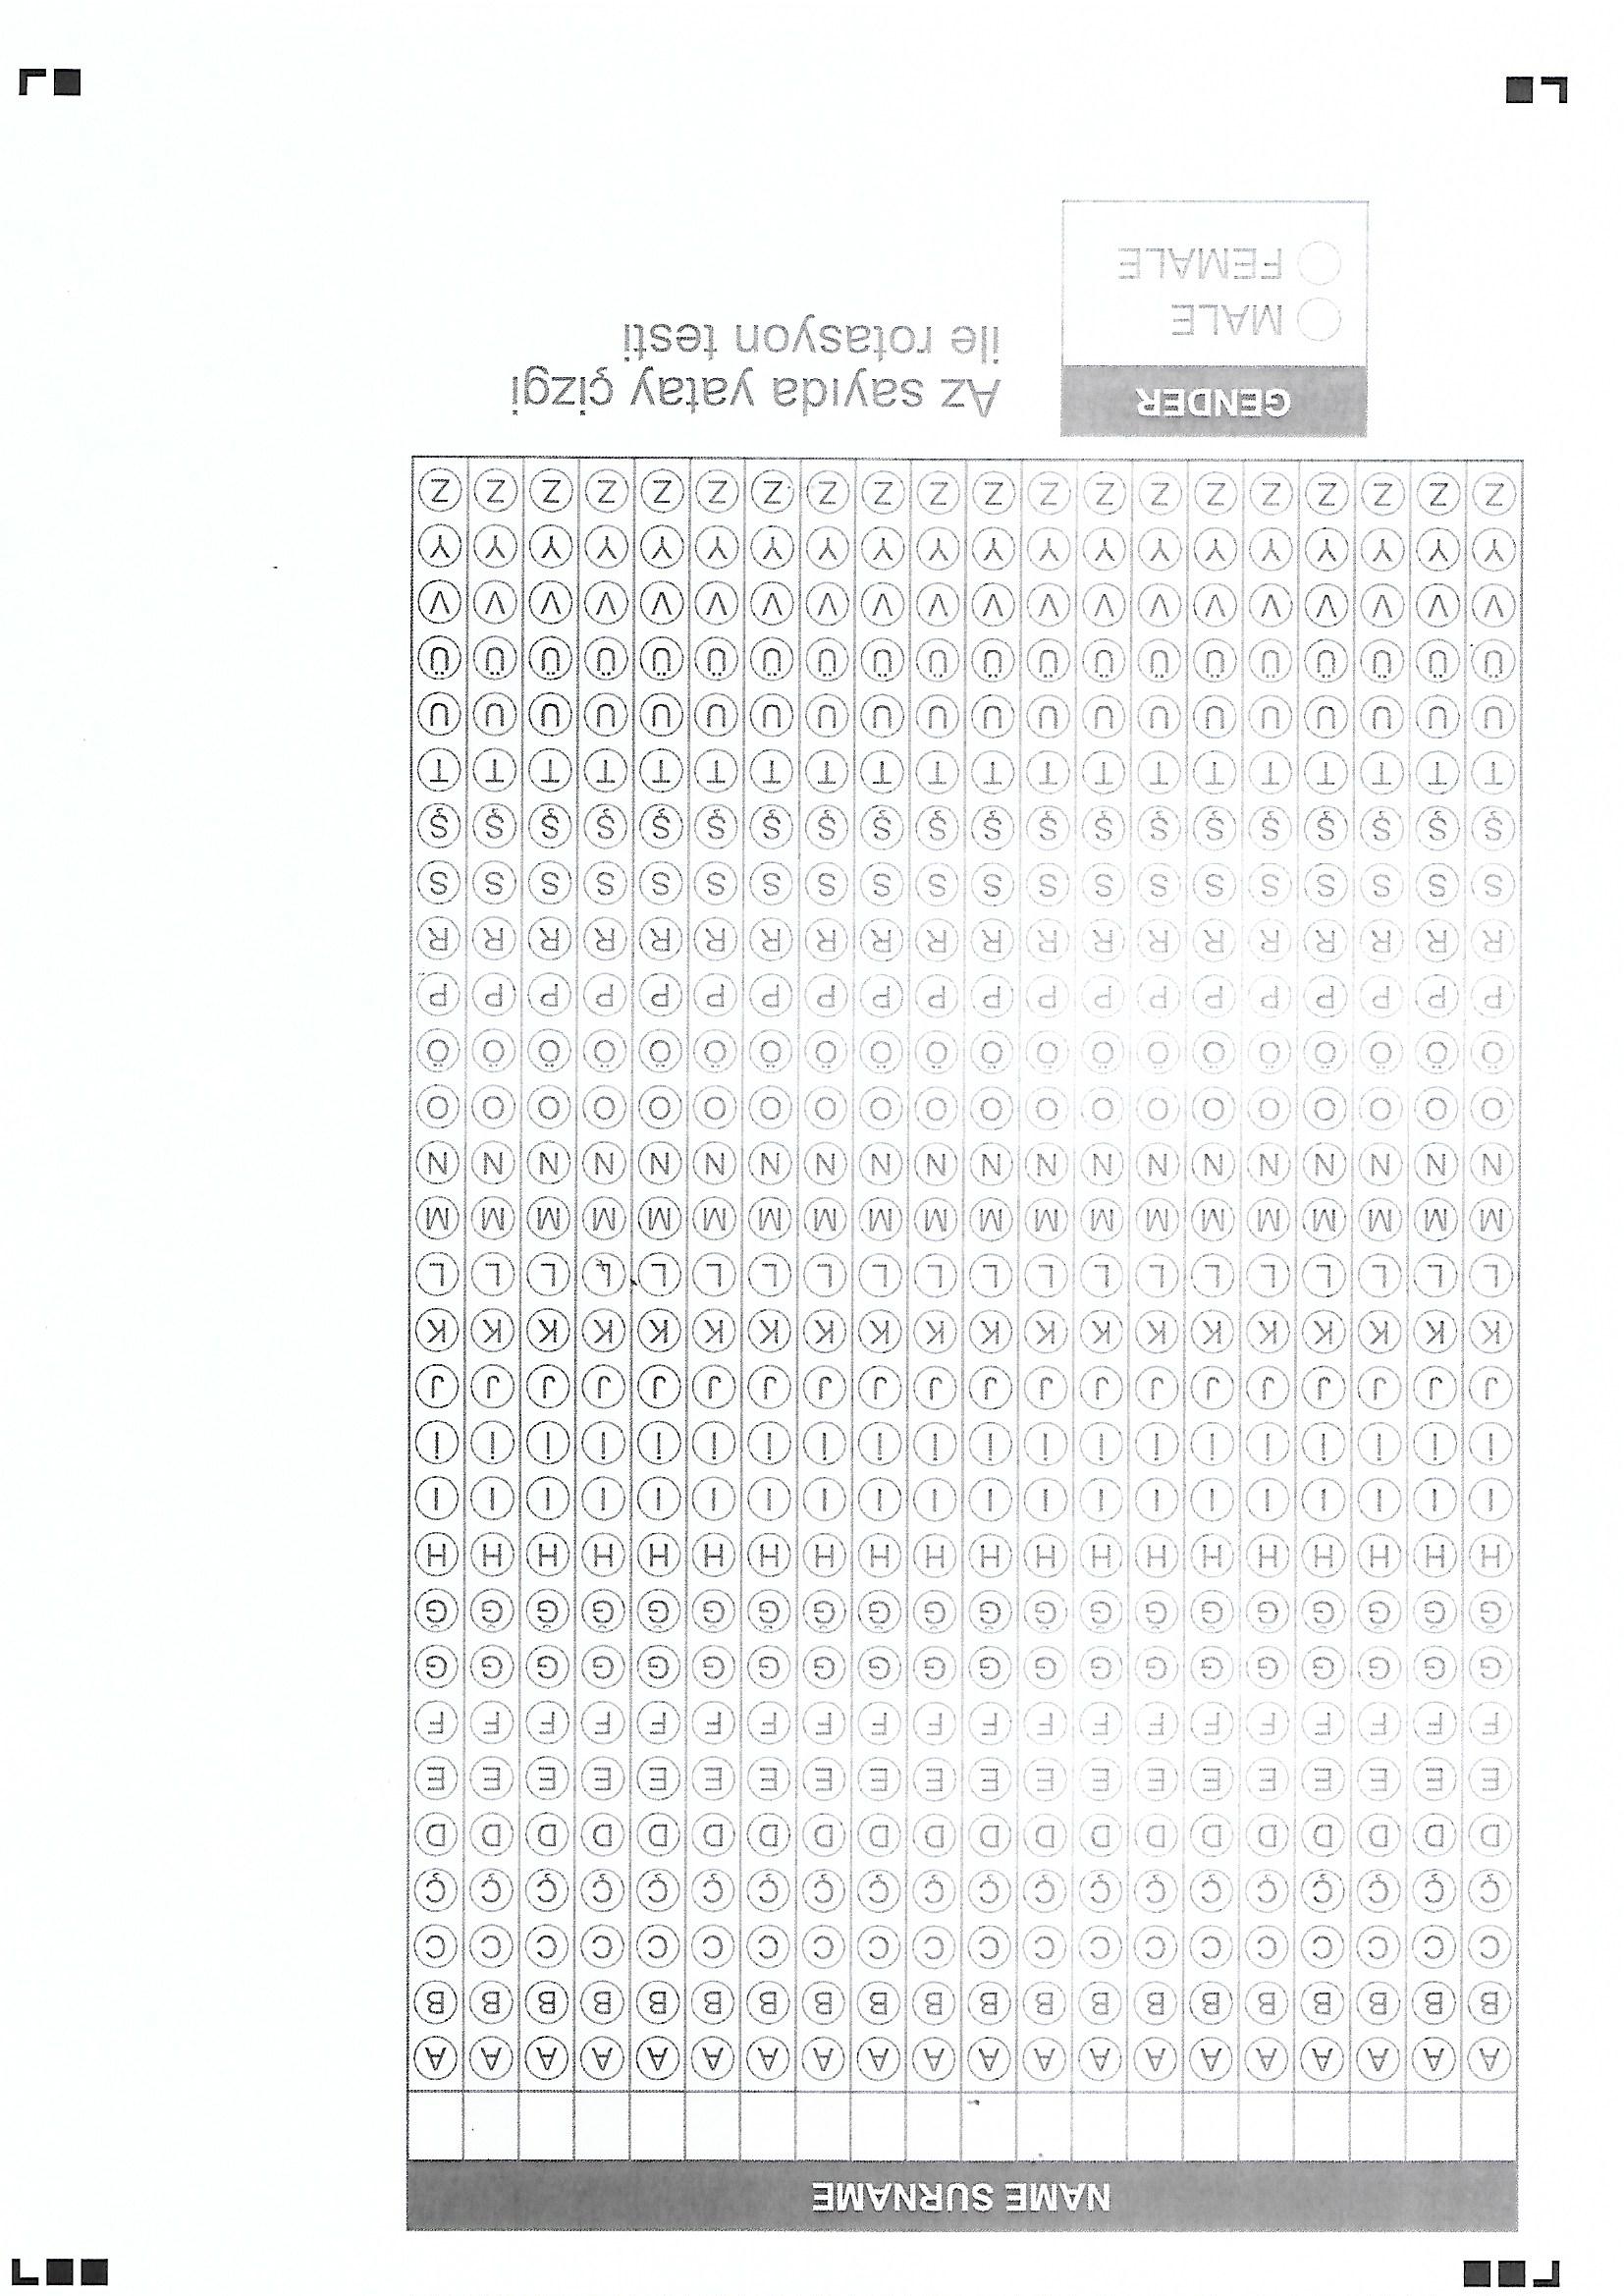 NAME SURNAME
A A A A A A A A A A A A A A A A A A A A
B B B B B B B B B B B B B B B B B B B B
C C C C C C C C C C C C C C C C C C C C
Ç Ç Ç Ç Ç Ç Ç Ç Ç Ç Ç Ç Ç Ç Ç Ç Ç Ç Ç Ç
D D D D D D D D D D D D D D D D D D D D
E E E E E E E E E E E E E E E E E E E E
F F F F F F F F F F F F F F F F F F F F
G G G G G G G G G G G G G G G G G G G G
Ğ Ğ Ğ Ğ Ğ Ğ Ğ Ğ Ğ Ğ Ğ Ğ Ğ Ğ Ğ Ğ Ğ Ğ Ğ Ğ
H H H H H H H H H H H H H H H H H H H H
I I I I I I I I I I I I I I I I I I I I
İ İ İ İ İ İ İ İ İ İ İ İ İ İ İ İ İ İ İ İ
J J J J J J J J J J J J J J J J J J J J
K K K K K K K K K K K K K K K K K K K K
L L L L L L L L L L L L L L L L L L L L
M M M M M M M M M M M M M M M M M M M M
N N N N N N N N N N N N N N N N N N N N
O O O O O O O O O O O O O O O O O O O O
Ö Ö Ö Ö Ö Ö Ö Ö Ö Ö Ö Ö Ö Ö Ö Ö Ö Ö Ö Ö
P P P P P P P P P P P P P P P P P P P P
R R R R R R R R R R R R R R R R R R R R
S S S S S S S S S S S S S S S S S S S S
Ş Ş Ş Ş Ş Ş Ş Ş Ş Ş Ş Ş Ş Ş Ş Ş Ş Ş Ş Ş
T T T T T T T T T T T T T T T T T T T T
U U U U U U U U U U U U U U U U U U U U
Ü Ü Ü Ü Ü Ü Ü Ü Ü Ü Ü Ü Ü Ü Ü Ü Ü Ü Ü Ü
V V V V V V V V V V V V V V V V V V V V
Y Y Y Y Y Y Y Y Y Y Y Y Y Y Y Y Y Y Y Y
Z Z Z Z Z Z Z Z Z Z Z Z Z Z Z Z Z Z Z Z
GENDER
MALE
FEMALE
Az sayıda yatay çizgi
ile rotasyon testi